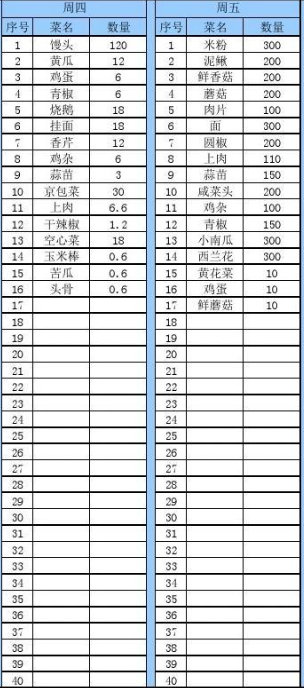 周四 周五
序号 菜名 数量 序号 菜名 数量
1 馒头 120 1 米粉 300
2 黄瓜 12 2 泥鳅 200
3 鸡蛋 6 3 鲜香菇 200
4 青椒 6 4 蘑菇 200
5 烧鹅 18 5 肉片 100
6 挂面 18 6 面 300
7 香芹 12 7 圆椒 200
8 鸡杂 6 8 上肉 110
9 蒜苗 3 9 蒜苗 150
10 京包菜 30 10 咸菜头 200
11 上肉 6.6 11 鸡杂 100
12 干辣椒 1.2 12 青椒 150
13 空心菜 18 13 小南瓜 300
14 玉米棒 0.6 14 西兰花 300
15 苦瓜 0.6 15 黄花菜 10
16 头骨 0.6 16 鸡蛋 10
17 17 鲜蘑菇 10
18 18
19 19
20 20
21 21
22 22
23 23
24 24
25 25
26 26
27 27
28 28
29 29
30 30
31 31
32 32
33 33
34 34
35 35
36 36
37 37
38 38
39 39
40 40